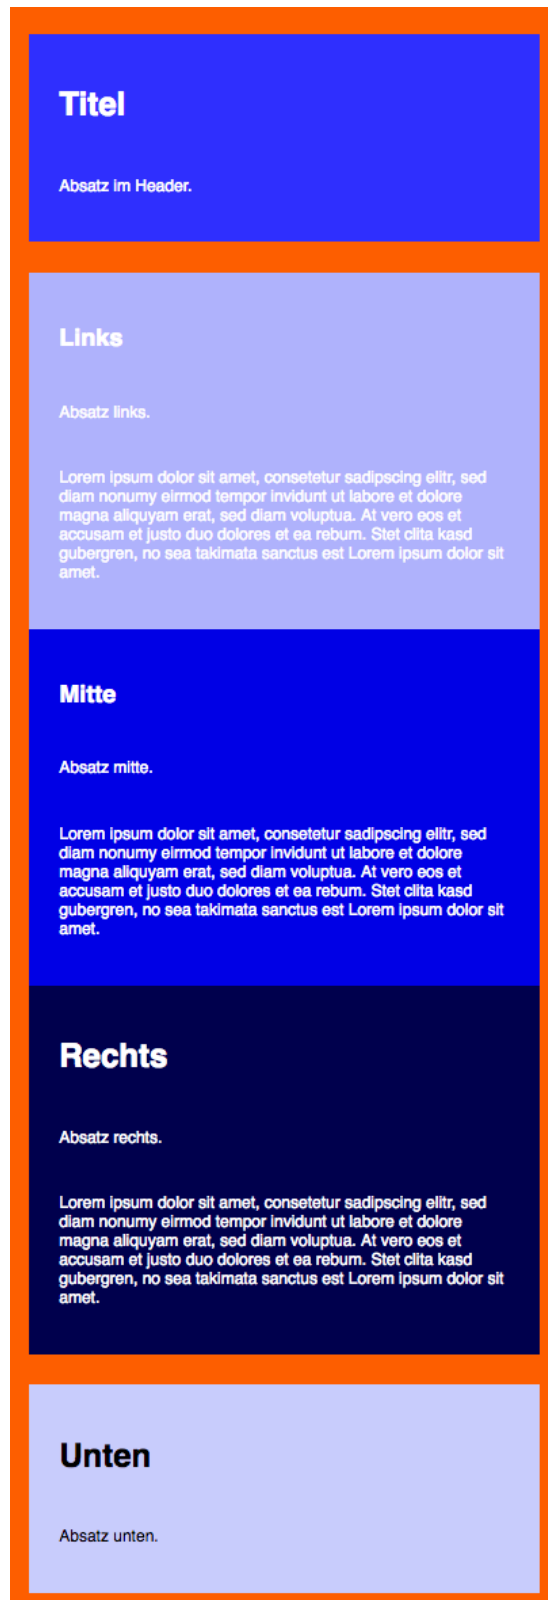 Titel
Absatz im Header.
Links
Absatz links.
Lorem ipsum dolor sit amet, consetetur sadipscing elitr, sed
diam nonumy eirmod tempor invidunt ut labore et dolore
magna aliquyam erat, sed diam voluptua. At vero eos et
accusam et justo duo dolores et ea rebum. Stet clita kasd
gubergren, no sea takimata sanctus est Lorem ipsum dolor sit
amet.
Mitte
Absatz mitte.
Lorem ipsum dolor sit amet, consetetur sadipscing elitr, sed
diam nonumy eirmod tempor invidunt ut labore et dolore
magna aliquyam erat, sed diam voluptua. At vero eos et
accusam et justo duo dolores et ea rebum. Stet clita kasd
gubergren, no sea takimata sanctus est Lorem ipsum dolor sit
amet.
Rechts
Absatz rechts.
Lorem ipsum dolor sit amet, consetetur sadipscing elitr, sed
diam nonumy eirmod tempor invidunt ut labore et dolore
magna aliquyam erat, sed diam voluptua. At vero eos et
accusam et justo duo dolores et ea rebum. Stet clita kasd
gubergren, no sea takimata sanctus est Lorem ipsum dolor sit
amet.
Unten
Absatz unten.